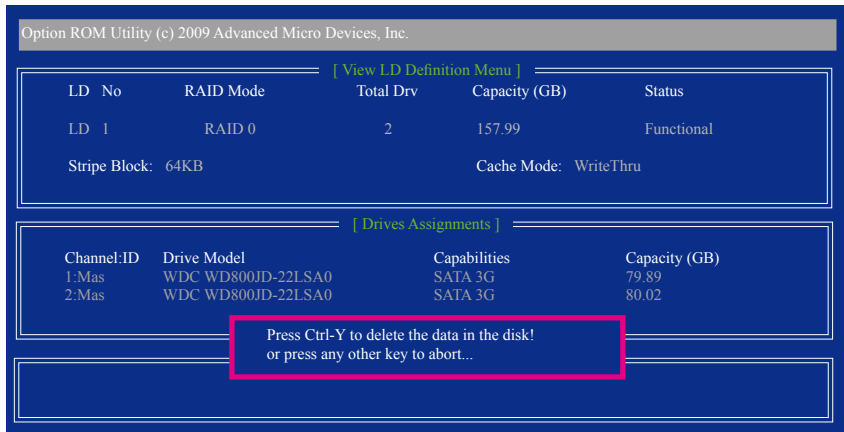 Option ROM Utility (c) 2009 Advanced Micro Devices, Inc.
[ View LD Definition Menu ]
LD No RAID Mode Total Drv Capacity (GB) Status
LD 1 RAID 0 2 157.99 Functional
Stripe Block: 64KB Cache Mode: WriteThru
[ Drives Assignments ]
Channel:ID Drive Model Capabilities Capacity (GB)
1:Mas WDC WD800JD-22LSA0 SATA 3G 79.89
2:Mas WDC WD800JD-22LSA0 SATA 3G 80.02
Press Ctrl-Y to delete the data in the disk!
or press any other key to abort...